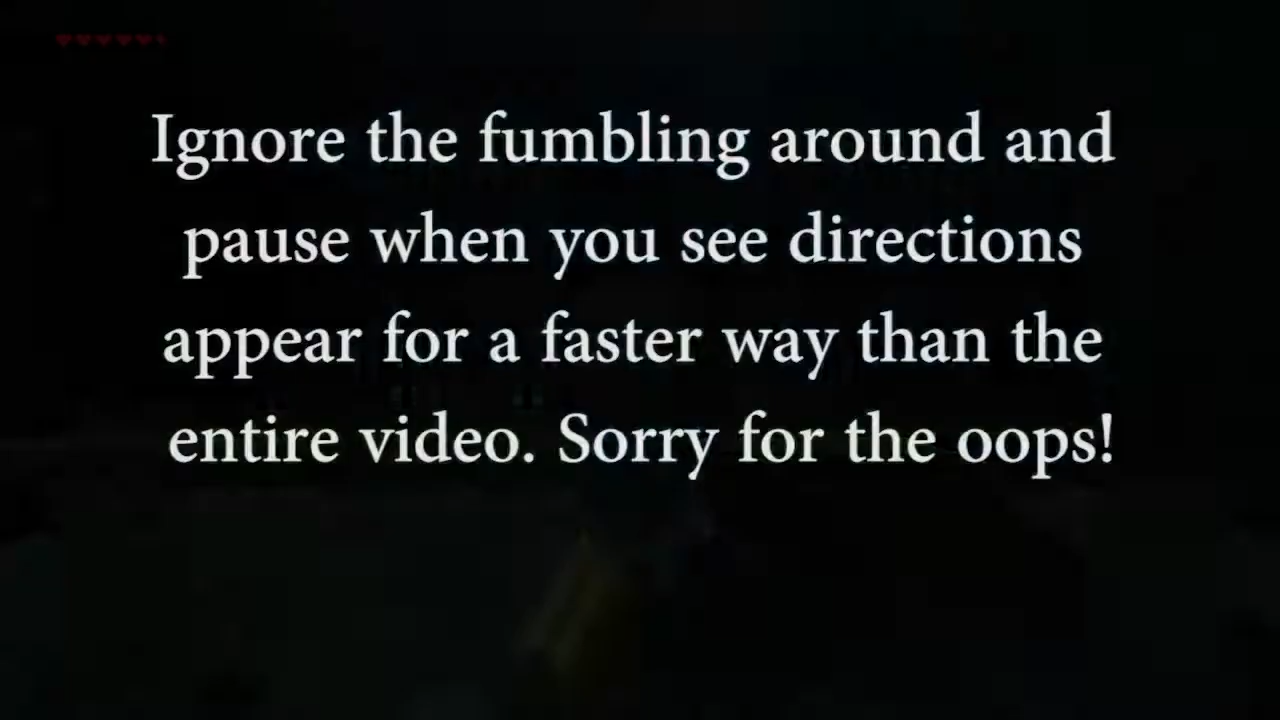 Ignore the fumbling around and
pause when you see directions
appear for a faster way than the
entire video. Sorry for the oops!